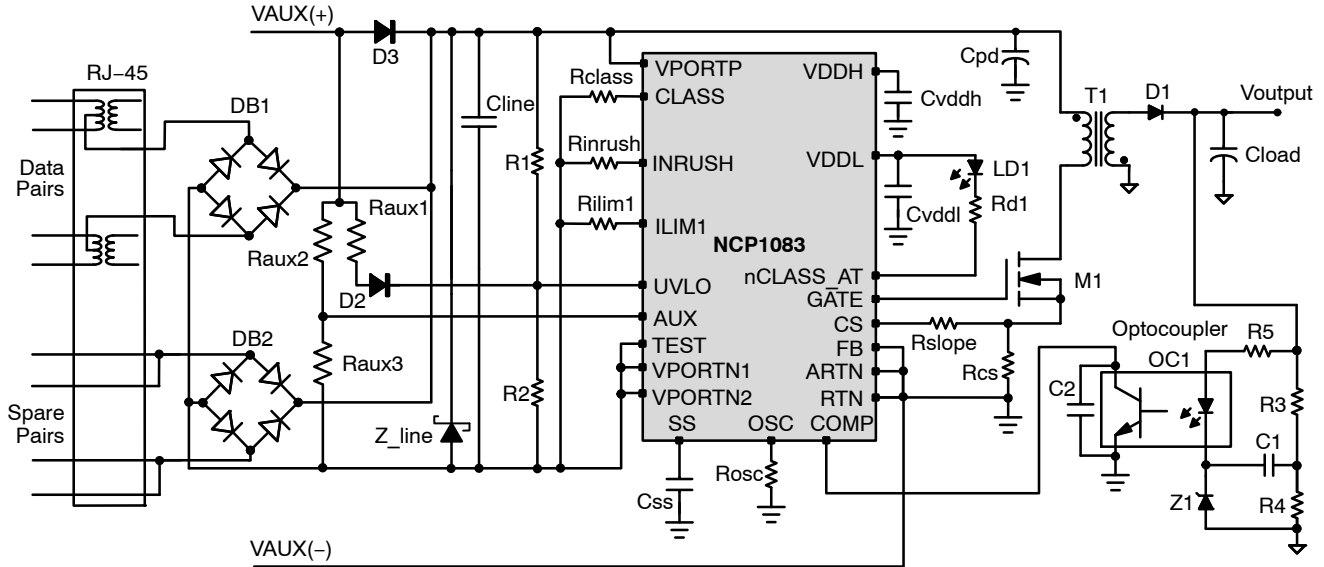 VAUX(+)
D3
RJ−45
DB1
Cline
Rclass
VPORTP
CLASS
VDDH
Cvddh
Cpd
T1
D1
Voutput
Cload
Data
Pairs
R1
Rinrush
INRUSH
VDDL
LD1
Raux1
Rilim1
ILIM1
Cvddl
Rd1
NCP1083
Raux2
D2
UVLO
nCLASS_AT
M1
GATE
AUX
CS
Rslope
Optocoupler
R5
DB2
Raux3
TEST
FB
OC1
VPORTN1
ARTN
Rcs
R2
VPORTN2
RTN
C2
R3
Spare
Pairs
Z_line
SS
OSC
COMP
C1
Css
Rosc
Z1
R4
VAUX(−)